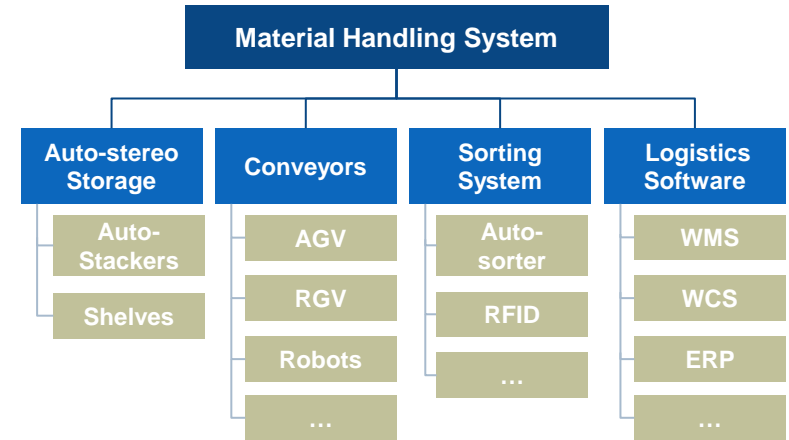 Material Handling System
Auto-stereo
Storage
Conveyors
Sorting
System
Logistics
Software
Auto-
Stackers
Shelves
AGV
RGV
Robots
…
Auto-
sorter
RFID
…
WMS
WCS
ERP
…